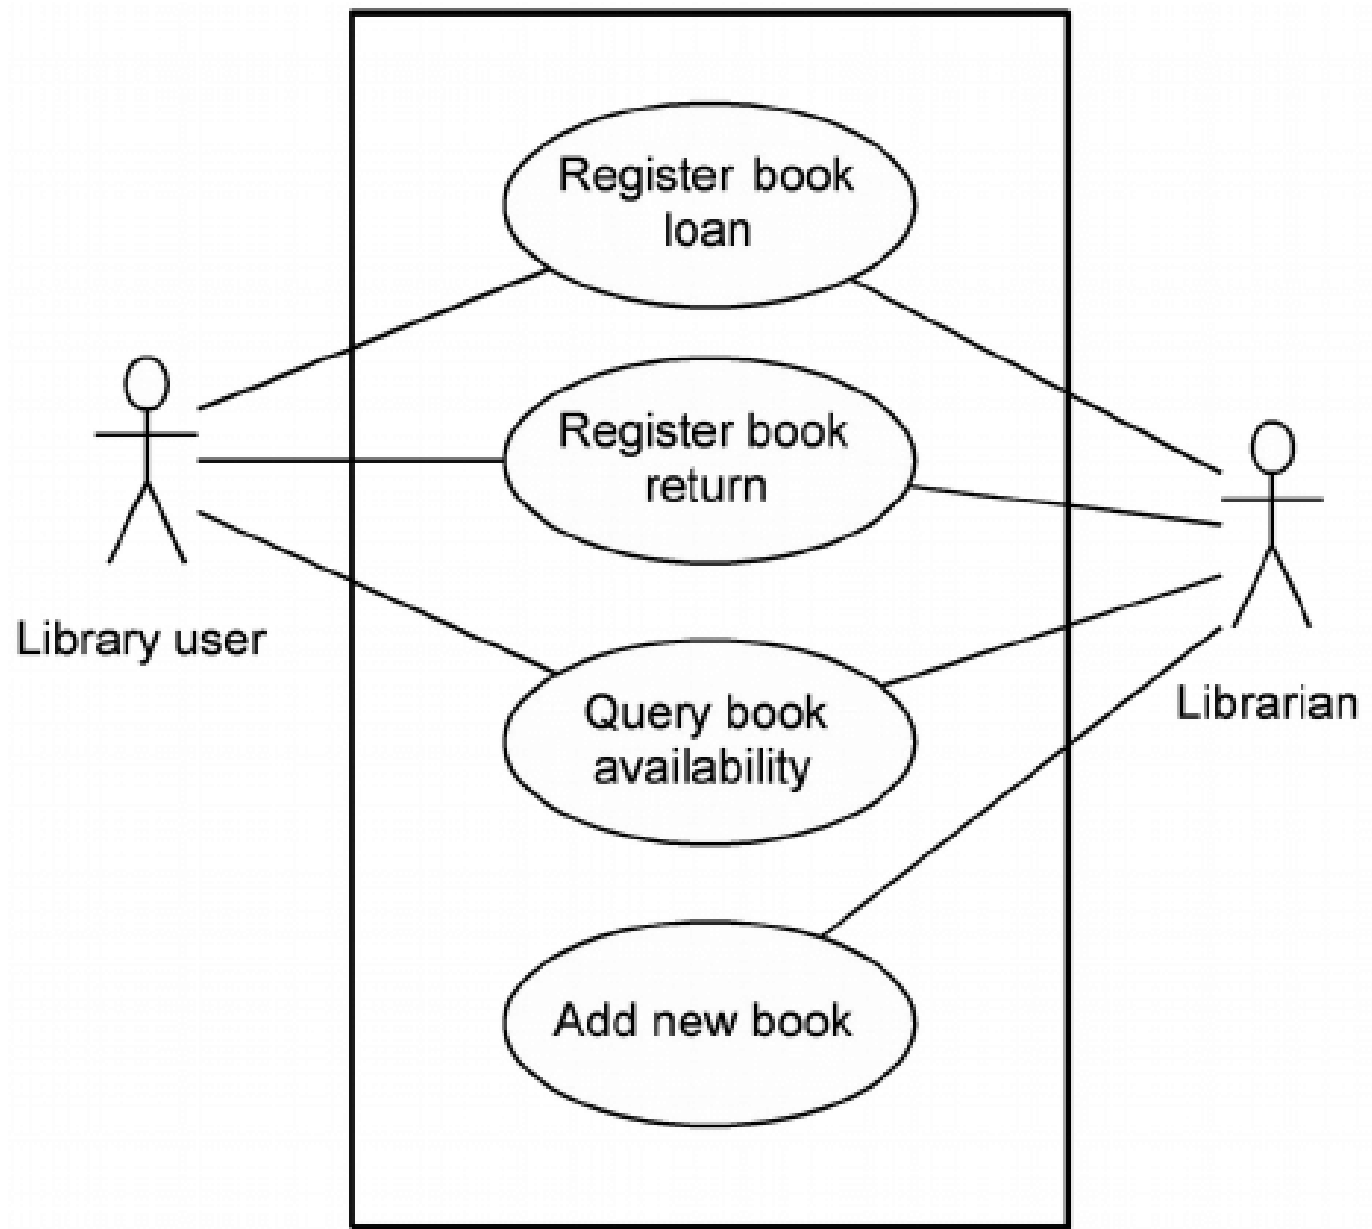 Register book
loan
Register book
return
Library user
Query book
availability
Librarian
Add new book